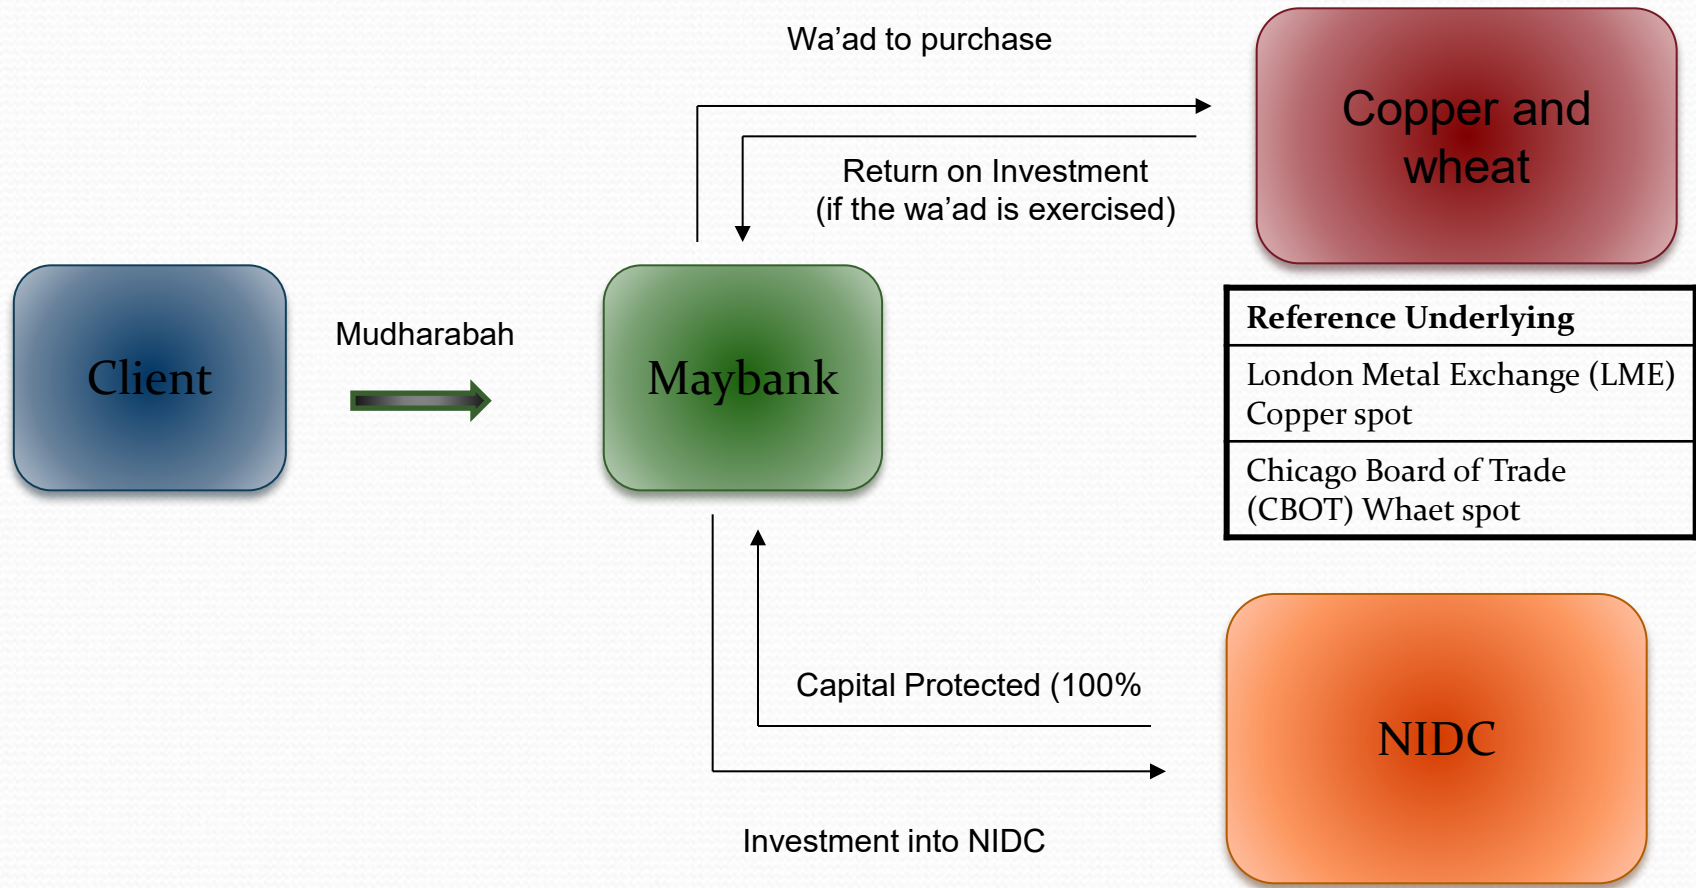 Wa’ad to purchase
Copper and
wheat
Return on Investment
(if the wa’ad is exercised)
Client
Mudharabah
Maybank
Reference Underlying
London Metal Exchange (LME)
Copper spot
Chicago Board of Trade
(CBOT) Whaet spot
Capital Protected (100%
NIDC
Investment into NIDC